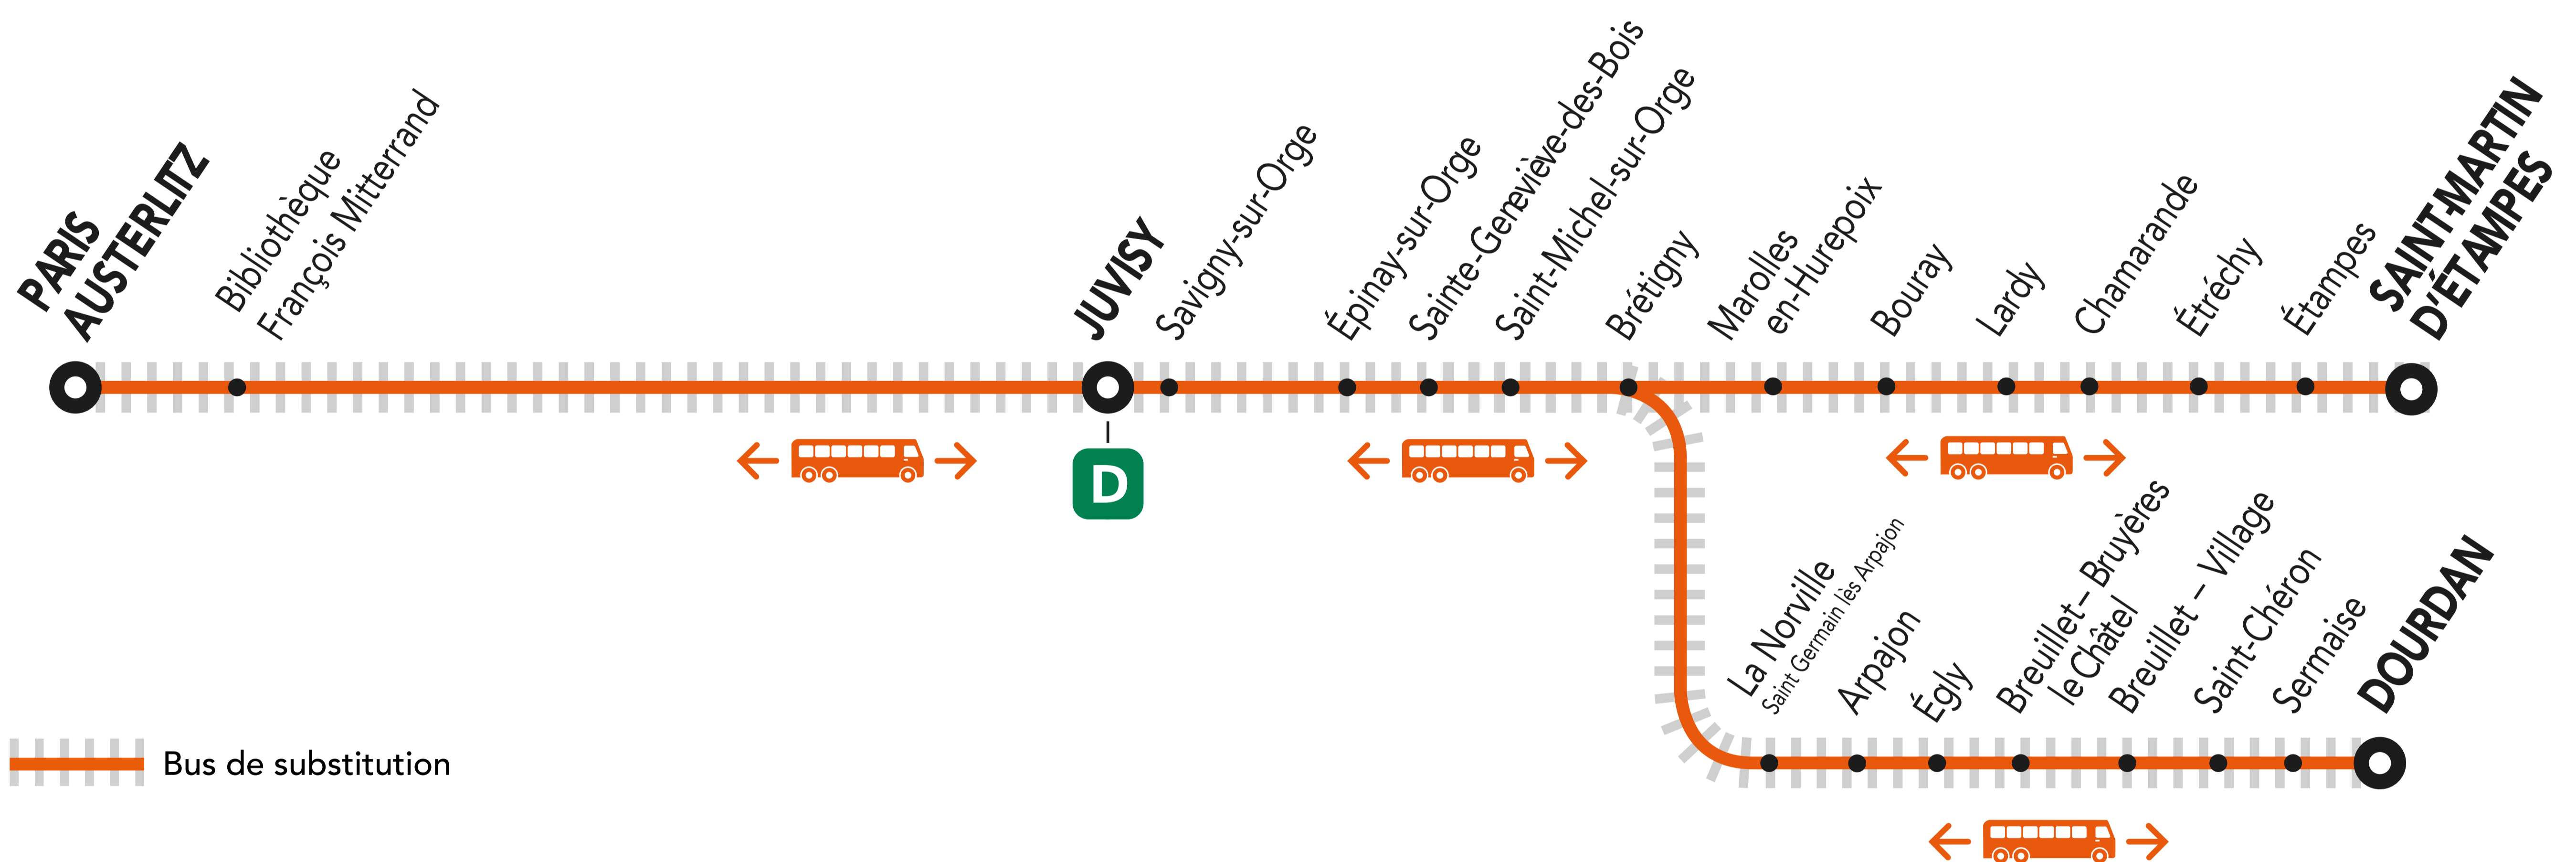 PARIS
AUSTERLITZ
Bibliothèque
François Mitterrand
JUVISY
Savigny-sur-Orge
Épinay-sur-Orge
Sainte-Geneviève-des-Bois
Saint-Michel-sur-Orge
Brétigny
Marolles
en-Hurepoix
Bouray
Lardy
Chamarande
Étréchy
Étampes
SAINT-MARTIN
D'ÉTAMPES
D
La Norville
Saint Germain lès Arpajon
Arpajon
Égly
Breuillet – Bruyères
le Châtel
Breuillet – Village
Saint-Chéron
Sermaise
DOURDAN
Bus de substitution